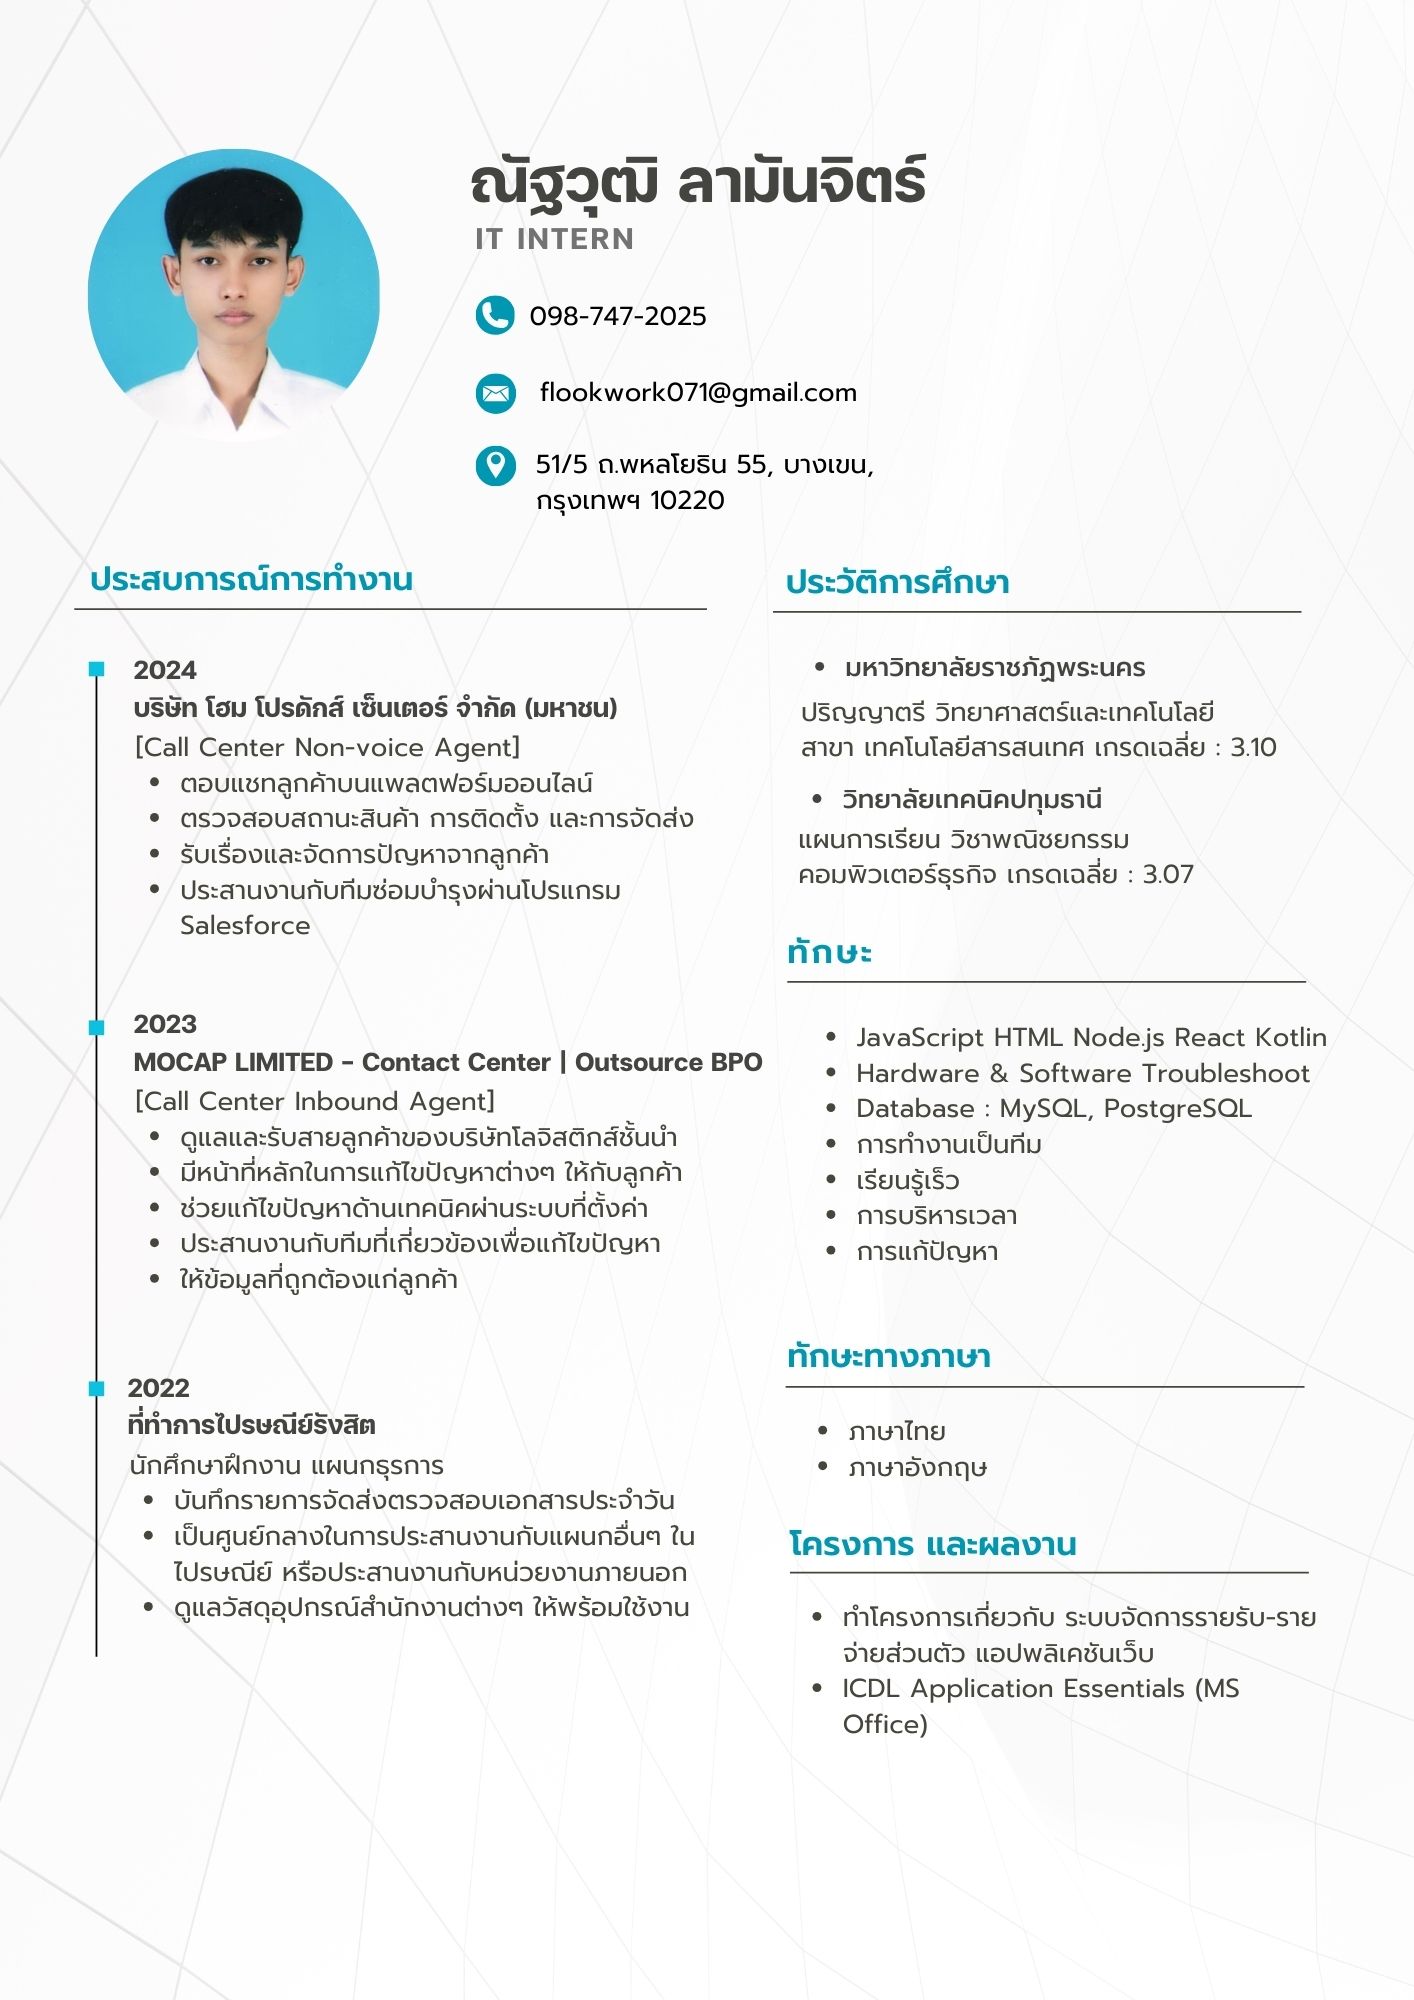 ณัฐวุฒิ ลามันจิตร์
IT INTERN
098-747-2025
flookwork071@gmail.com
51/5 ถ.พหลโยธิน 55, บางเขน,
กรุงเทพฯ 10220
ประสบการณ์การทำงาน
2024
บริษัท โฮม โปรดักส์ เซ็นเตอร์ จำกัด (มหาชน)
[Call Center Non-voice Agent]
• ตอบแชทลูกค้าบนแพลตฟอร์มออนไลน์
• ตรวจสอบสถานะสินค้า การติดตั้ง และการจัดส่ง
• รับเรื่องและจัดการปัญหาจากลูกค้า
• ประสานงานกับทีมซ่อมบำรุงผ่านโปรแกรม
Salesforce
2023
MOCAP LIMITED - Contact Center | Outsource BPO
[Call Center Inbound Agent]
• ดูแลและรับสายลูกค้าของบริษัทโลจิสติกส์ชั้นนำ
• มีหน้าที่หลักในการแก้ไขปัญหาต่างๆ ให้กับลูกค้า
• ช่วยแก้ไขปัญหาด้านเทคนิคผ่านระบบที่ตั้งค่า
• ประสานงานกับทีมที่เกี่ยวข้องเพื่อแก้ไขปัญหา
• ให้ข้อมูลที่ถูกต้องแก่ลูกค้า
2022
ที่ทำการไปรษณีย์รังสิต
นักศึกษาฝึกงาน แผนกธุรการ
• บันทึกรายการจัดส่งตรวจสอบเอกสารประจำวัน
• เป็นศูนย์กลางในการประสานงานกับแผนกอื่นๆ ใน
ไปรษณีย์ หรือประสานงานกับหน่วยงานภายนอก
• ดูแลวัสดุอุปกรณ์สำนักงานต่างๆ ให้พร้อมใช้งาน
ประวัติการศึกษา
• มหาวิทยาลัยราชภัฏพระนคร
ปริญญาตรี วิทยาศาสตร์และเทคโนโลยี
สาขา เทคโนโลยีสารสนเทศ เกรดเฉลี่ย : 3.10
• วิทยาลัยเทคนิคปทุมธานี
แผนการเรียน วิชาพณิชยกรรม
คอมพิวเตอร์ธุรกิจ เกรดเฉลี่ย : 3.07
ทักษะ
• JavaScript HTML Node.js React Kotlin
• Hardware & Software Troubleshoot
• Database : MySQL, PostgreSQL
• การทำงานเป็นทีม
• เรียนรู้เร็ว
• การบริหารเวลา
• การแก้ปัญหา
ทักษะทางภาษา
• ภาษาไทย
• ภาษาอังกฤษ
โครงการ และผลงาน
• ทำโครงการเกี่ยวกับ ระบบจัดการรายรับ-ราย
จ่ายส่วนตัว แอปพลิเคชันเว็บ
• ICDL Application Essentials (MS
Office)